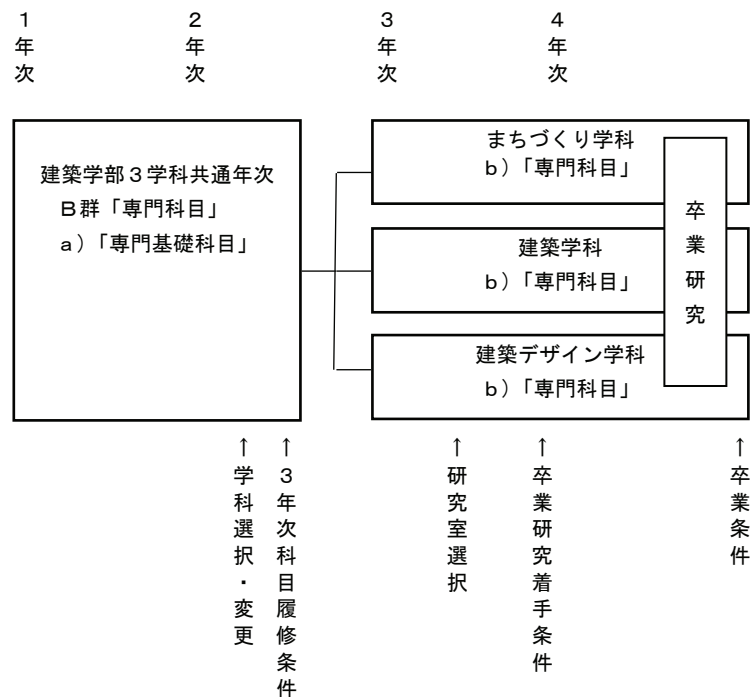 1年次
2年次
3年次
4年次
建築学部3学科共通年次
B群「専門科目」
a)「専門基礎科目」
まちづくり学科
b)「専門科目」
建築学科
b)「専門科目」
建築デザイン学科
b)「専門科目」
卒業研究
↑学科選択・変更
↑3年次科目履修条件
↑研究室選択
↑卒業研究着手条件
↑卒業条件